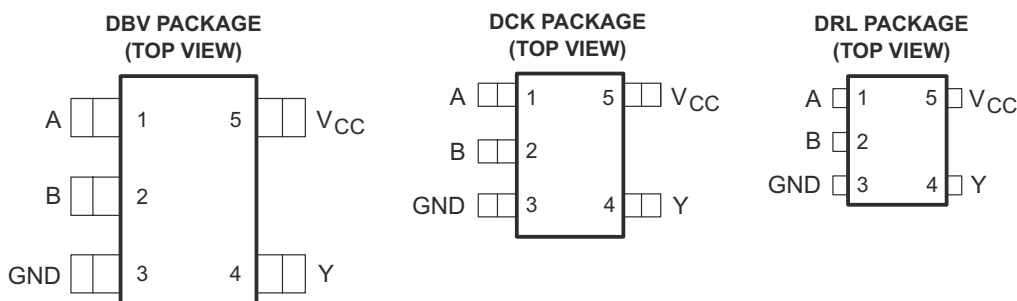 DBV PACKAGE
(TOP VIEW)
A 1 5 VCC
B 2
GND 3 4 Y
DCK PACKAGE
(TOP VIEW)
A 1 5 VCC
B 2
GND 3 4 Y
DRL PACKAGE
(TOP VIEW)
A 1 5 VCC
B 2
GND 3 4 Y